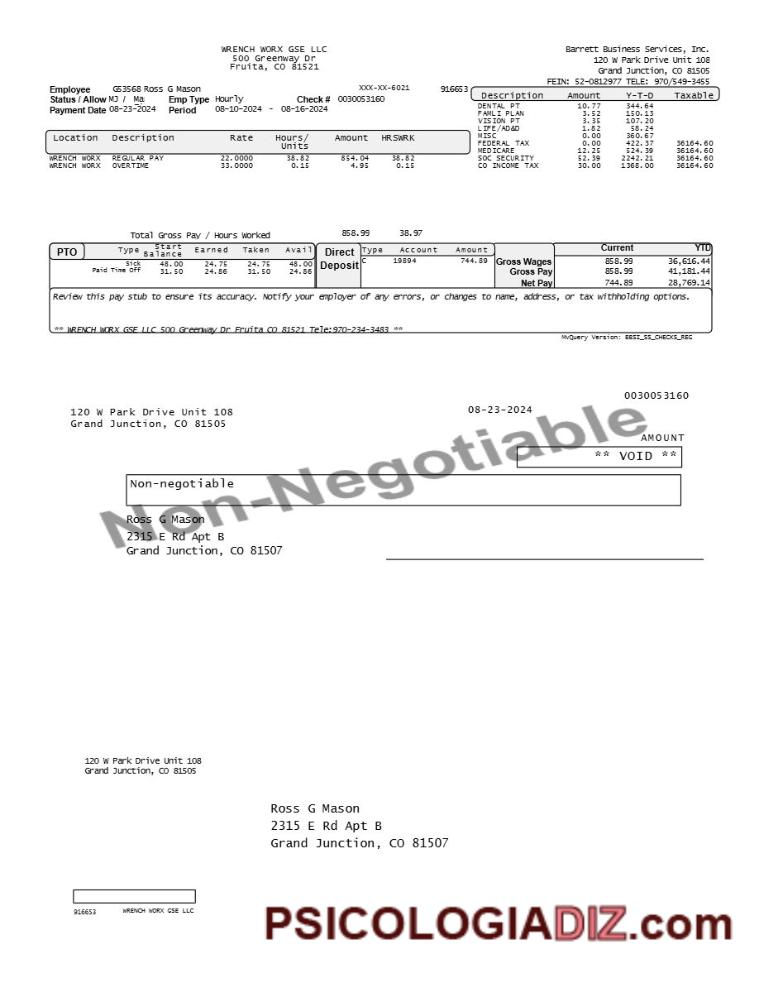 WRENCH WORX GSE LLC
500 Greenway Dr
Fruita, CO 81521
Barrett Business Services, Inc.
120 W Park Drive Unit 108
Grand Junction, CO 81505
FEIN: 52-0812977 TELE: 970/549-3455
Employee G53568 Ross G Mason XXX-XX-6021 916653
Status / Allow MJ / Ma Emp Type Hourly Check # 0030053160
Payment Date 08-23-2024 Period 08-10-2024 - 08-16-2024
Description Amount Y-T-D Taxable
DENTAL PT 10.77 344.64
FAMLI PLAN 3.52 150.13
VISION PT 3.35 107.20
LIFE/AD&D 1.82 58.24
MISC 0.00 360.67
FEDERAL TAX 0.00 422.37 36164.60
MEDICARE 12.25 524.39 36164.60
SOC SECURITY 52.39 2242.21 36164.60
CO INCOME TAX 30.00 1368.00 36164.60
Location Description Rate Hours/ Units Amount HRSWRK
WRENCH WORX REGULAR PAY 22.0000 38.82 854.04 38.82
WRENCH WORX OVERTIME 33.0000 0.15 4.95 0.15
Total Gross Pay / Hours Worked 858.99 38.97
PTO Type Start Balance Earned Taken Avail
Sick 48.00 24.75 24.75 48.00
Paid Time Off 31.50 24.86 31.50 24.86
Direct Deposit Type Account Amount
C 19894 744.89
Current YTD
Gross Wages 858.99 36,616.44
Gross Pay 858.99 41,181.44
Net Pay 744.89 28,769.14
Review this pay stub to ensure its accuracy. Notify your employer of any errors, or changes to name, address, or tax withholding options.
** WRENCH WORX GSE LLC 500 Greenway Dr Fruita CO 81521 Tele:970-234-3483 **
MvQuery Version: BBSI_SS_CHECKS_REG
0030053160
120 W Park Drive Unit 108
Grand Junction, CO 81505
08-23-2024
AMOUNT
** VOID **
Non-Negotiable
Non-negotiable
Ross G Mason
2315 E Rd Apt B
Grand Junction, CO 81507
120 W Park Drive Unit 108
Grand Junction, CO 81505
Ross G Mason
2315 E Rd Apt B
Grand Junction, CO 81507
916653 WRENCH WORX GSE LLC
PSICOLOGIADIZ.com